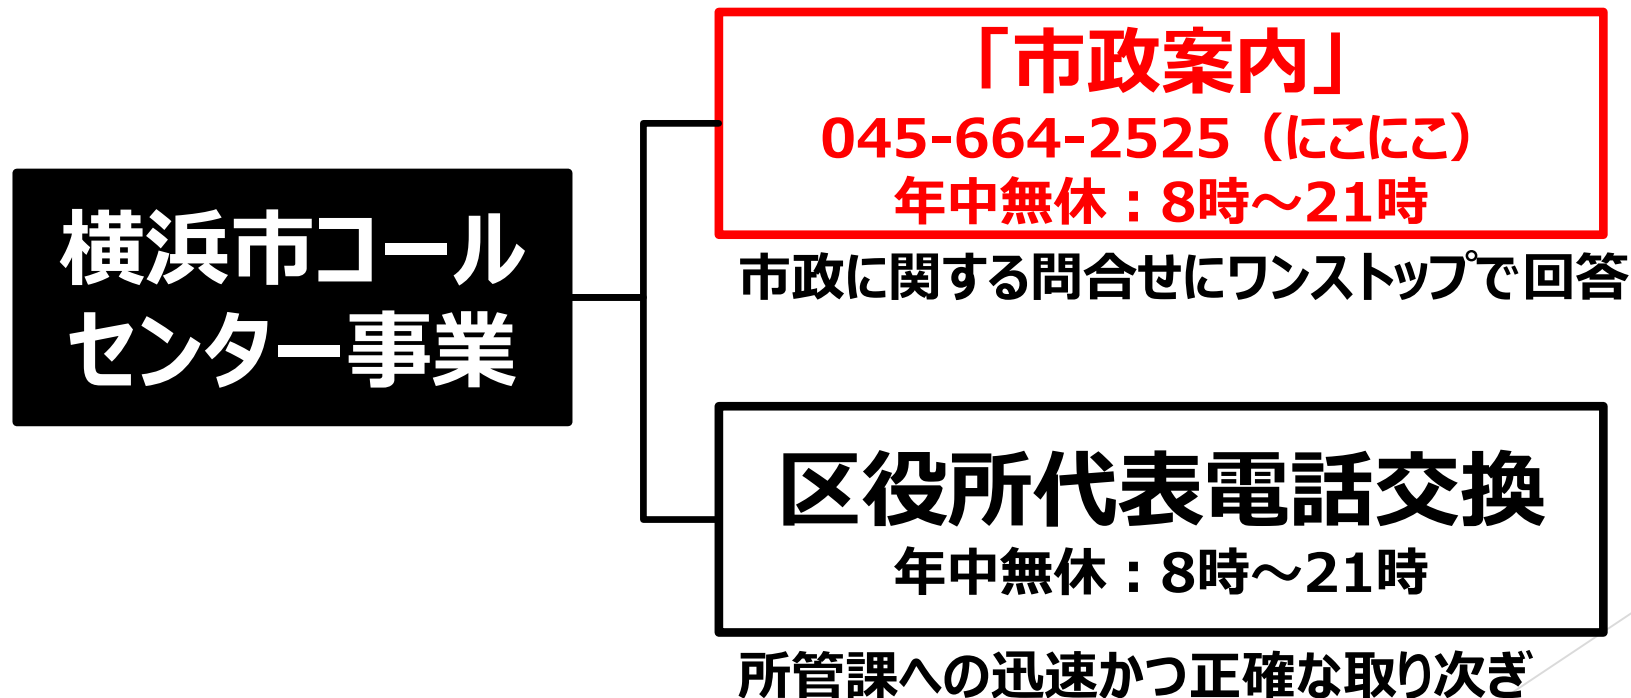 横浜市コール
センター事業
「市政案内」
045-664-2525（にこにこ）
年中無休：8時～21時
市政に関する問合せにワンストップで回答
区役所代表電話交換
年中無休：8時～21時
所管課への迅速かつ正確な取り次ぎ